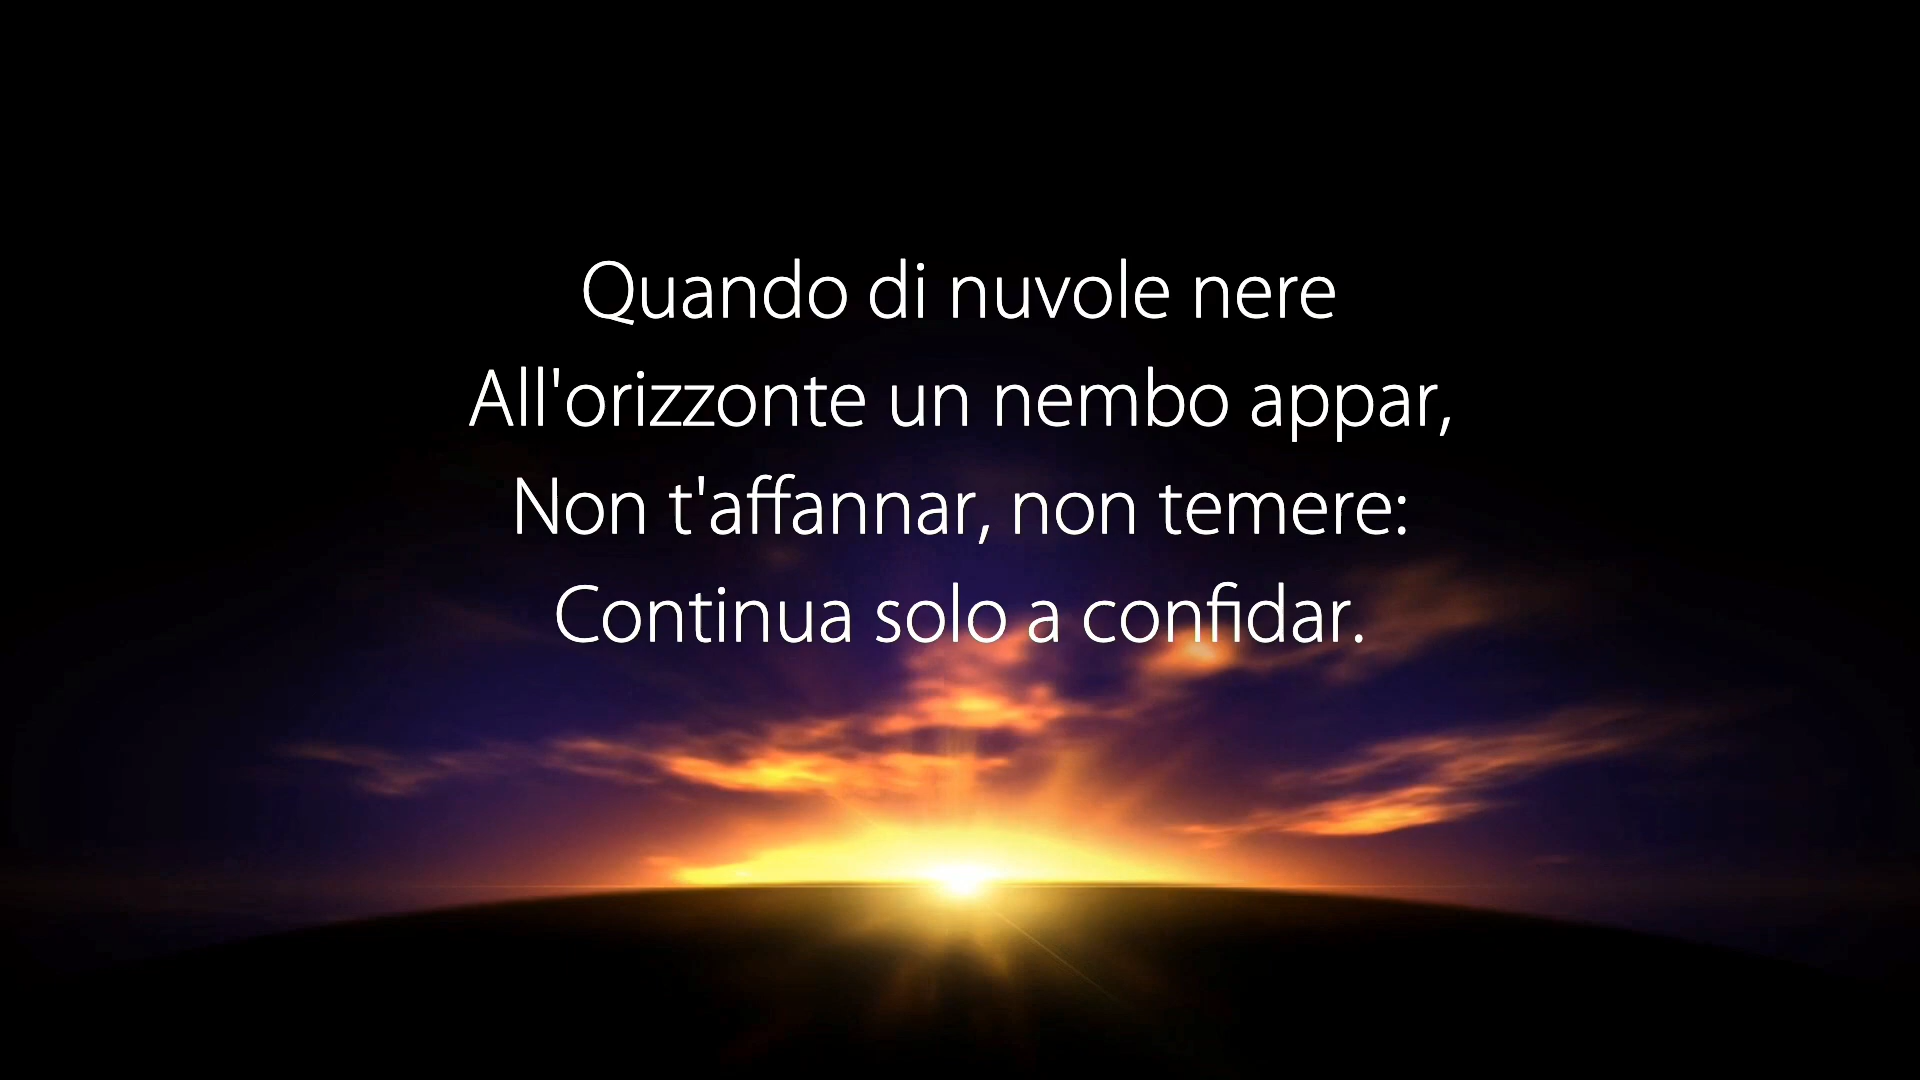 Quando di nuvole nere
All'orizzonte un nembo appar,
Non t'affannar, non temere:
Continua solo a confidar.